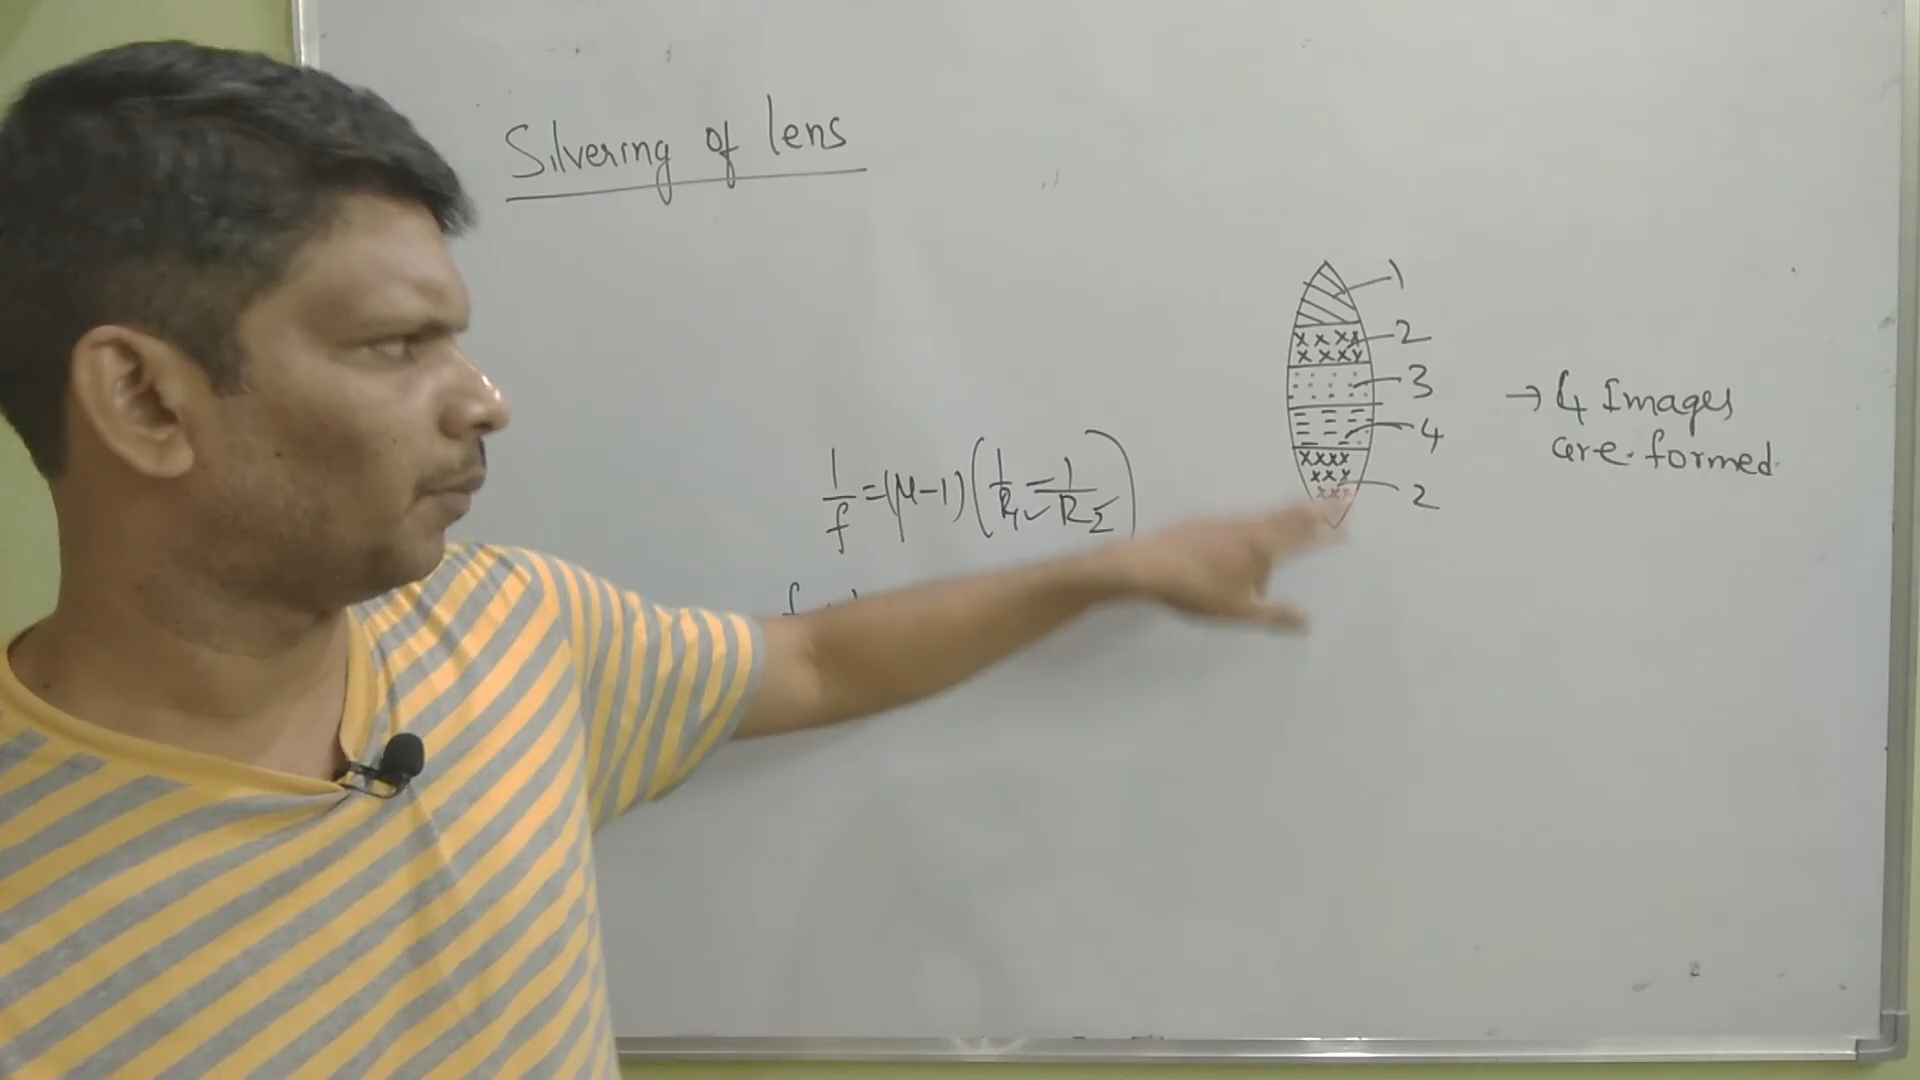 Silvering of lens
1/f = (μ-1)(1/R1 - 1/R2)
f
1
2
3
4
2
→ 4 Images
are formed.